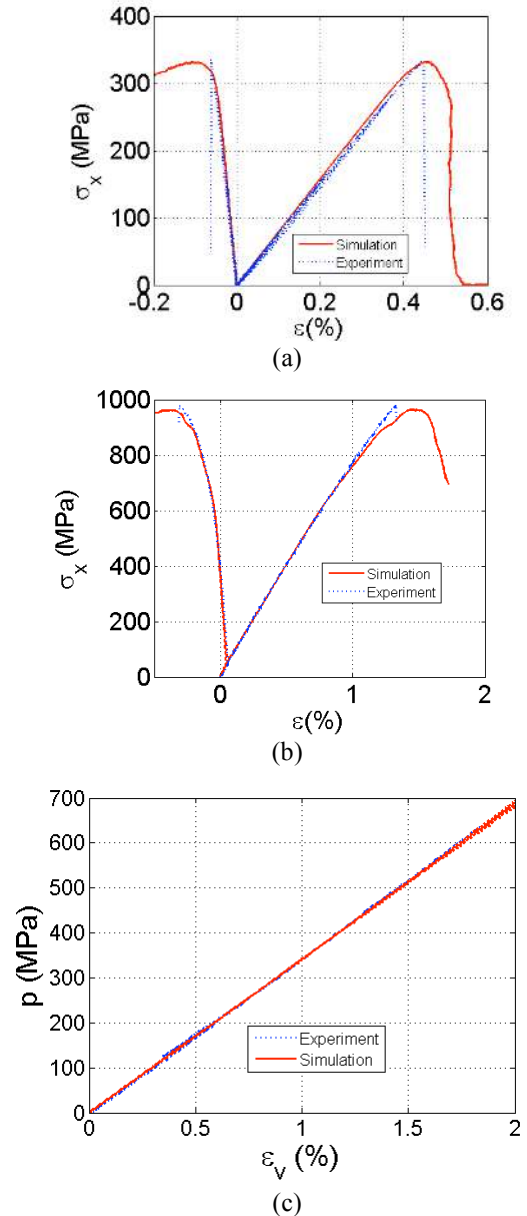 400
300
200
100
0
σx (MPa)
Simulation
Experiment
-0.2 0 0.2 0.4 0.6
ε(%)
(a)
1000
800
600
400
200
0
σx (MPa)
Simulation
Experiment
0 1 2
ε(%)
(b)
700
600
500
400
300
200
100
0
p (MPa)
Experiment
Simulation
0 0.5 1 1.5 2
εv (%)
(c)